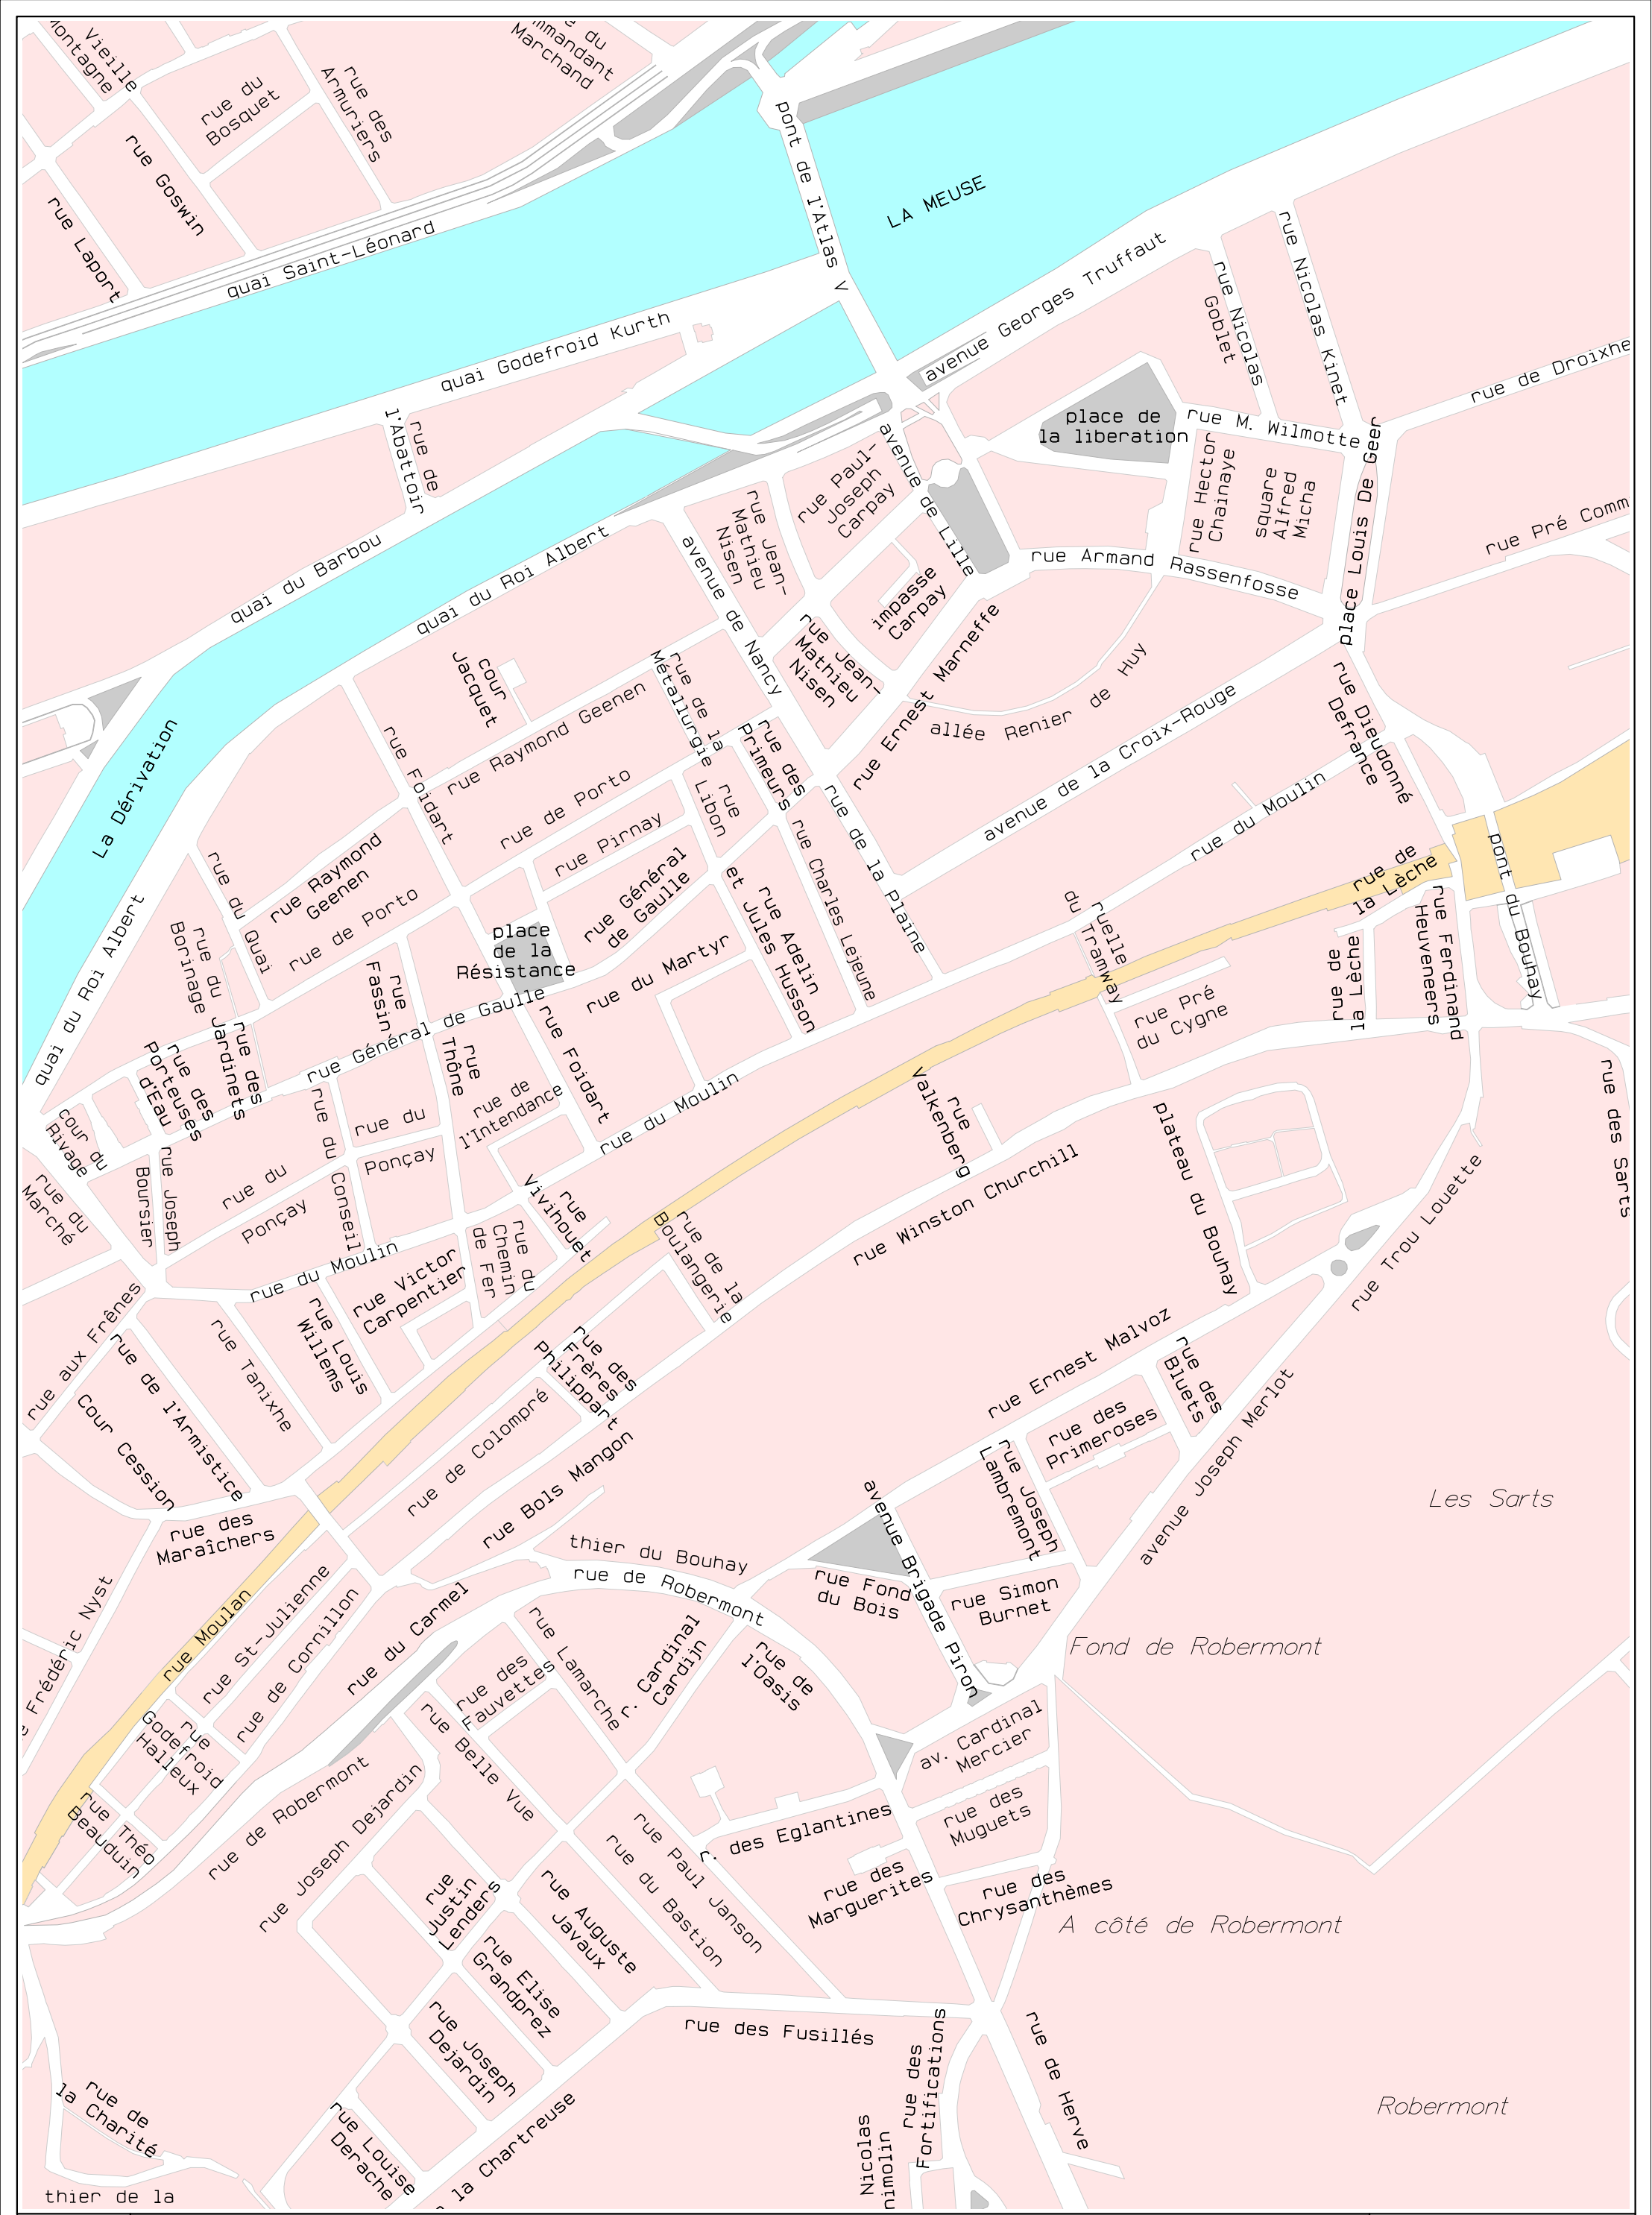 Vieille
Montagne
rue du
Bosquet
rue des
Armuriers
du
Marchand
rue Goswin
rue Laport
quai Saint-Léonard
pont de l'Atlas V
LA MEUSE
quai Godefroid Kurth
avenue Georges Truffaut
rue Nicolas
Goblet
rue Nicolas Kinet
rue de Droixhe
rue de
l'Abattoir
place de
la liberation
rue M. Wilmotte
rue Hector
Chainaye
square
Alfred
Micha
place Louis De Geer
rue Pré Comm
quai du Barbou
quai du Roi Albert
avenue de Lille
rue Paul-
Joseph
Carpay
rue Jean-
Mathieu
Nisen
avenue de Nancy
impasse
Carpay
rue Armand Rassenfosse
rue Jean-
Mathieu
Nisen
rue Ernest Marneffe
allée Renier de Huy
avenue de la Croix-Rouge
rue Dieudonné
Defrance
cour
Jacquet
rue de la
Métallurgie
rue Raymond Geenen
rue Foidart
rue des
Primeurs
La Dérivation
rue de Porto
rue
Libon
rue Pirnay
rue de la Plaine
rue Charles Lejeune
rue du Moulin
rue de
la Lèche
pont du Bouhay
rue du Quai
rue Raymond
Geenen
rue de Porto
rue Général
de Gaulle
rue Adelin
et Jules Husson
ruelle
du Tramway
rue Ferdinand
Heuveneers
rue de
la Lèche
quai du Roi Albert
rue du
Borinage
place
de la
Résistance
rue du Martyr
rue
Fassin
rue Général de Gaulle
rue Foidart
rue Pré
du Cygne
rue des
Jardinets
rue des
Porteuses
d'Eau
rue
Thône
rue de
l'Intendance
rue du Moulin
rue
Valkenberg
plateau du Bouhay
rue des Sarts
cour du
Rivage
rue du Conseil
rue du
Ponçay
rue du
Marché
rue Joseph
Boursier
rue du
Ponçay
rue
Vivihouet
rue Winston Churchill
rue Trou Louette
rue de la
Boulangerie
rue du Moulin
rue du
Chemin
de Fer
rue Victor
Carpentier
rue aux Frênes
rue Louis
Willems
rue Tanixhe
rue de l'Armistice
Cour Cession
rue des
Frères
Philippart
rue Ernest Malvoz
rue des
Bluets
rue des
Primeroses
avenue Joseph Merlot
rue de Colompré
rue Bols Mangon
rue Joseph
Lambremont
Les Sarts
rue des
Maraîchers
avenue Brigade Piron
thier du Bouhay
rue de Robermont
rue Fond
du Bois
rue Simon
Burnet
Fond de Robermont
Frédéric Nyst
rue Moulan
rue St-Julienne
rue de Cornillon
rue du Carmel
rue Lamarche
r. Cardinal
Cardijn
rue de
l'Oasis
rue des
Fauvettes
rue
Godefroid
Halleux
rue Belle Vue
av. Cardinal
Mercier
rue de Robermont
rue Joseph Dejardin
rue Théo
Beauduin
r. des Eglantines
rue des
Muguets
rue Paul Janson
rue du Bastion
rue des
Marguerites
rue des
Chrysanthèmes
rue
Justin
Lenders
rue Auguste
Javaux
A côté de Robermont
rue Elise
Grandprez
rue Joseph
Dejardin
rue des Fusillés
rue des
Fortifications
rue de Herve
rue de
la Charité
rue Louise
Derache
la Chartreuse
Nicolas
Robermont
thier de la